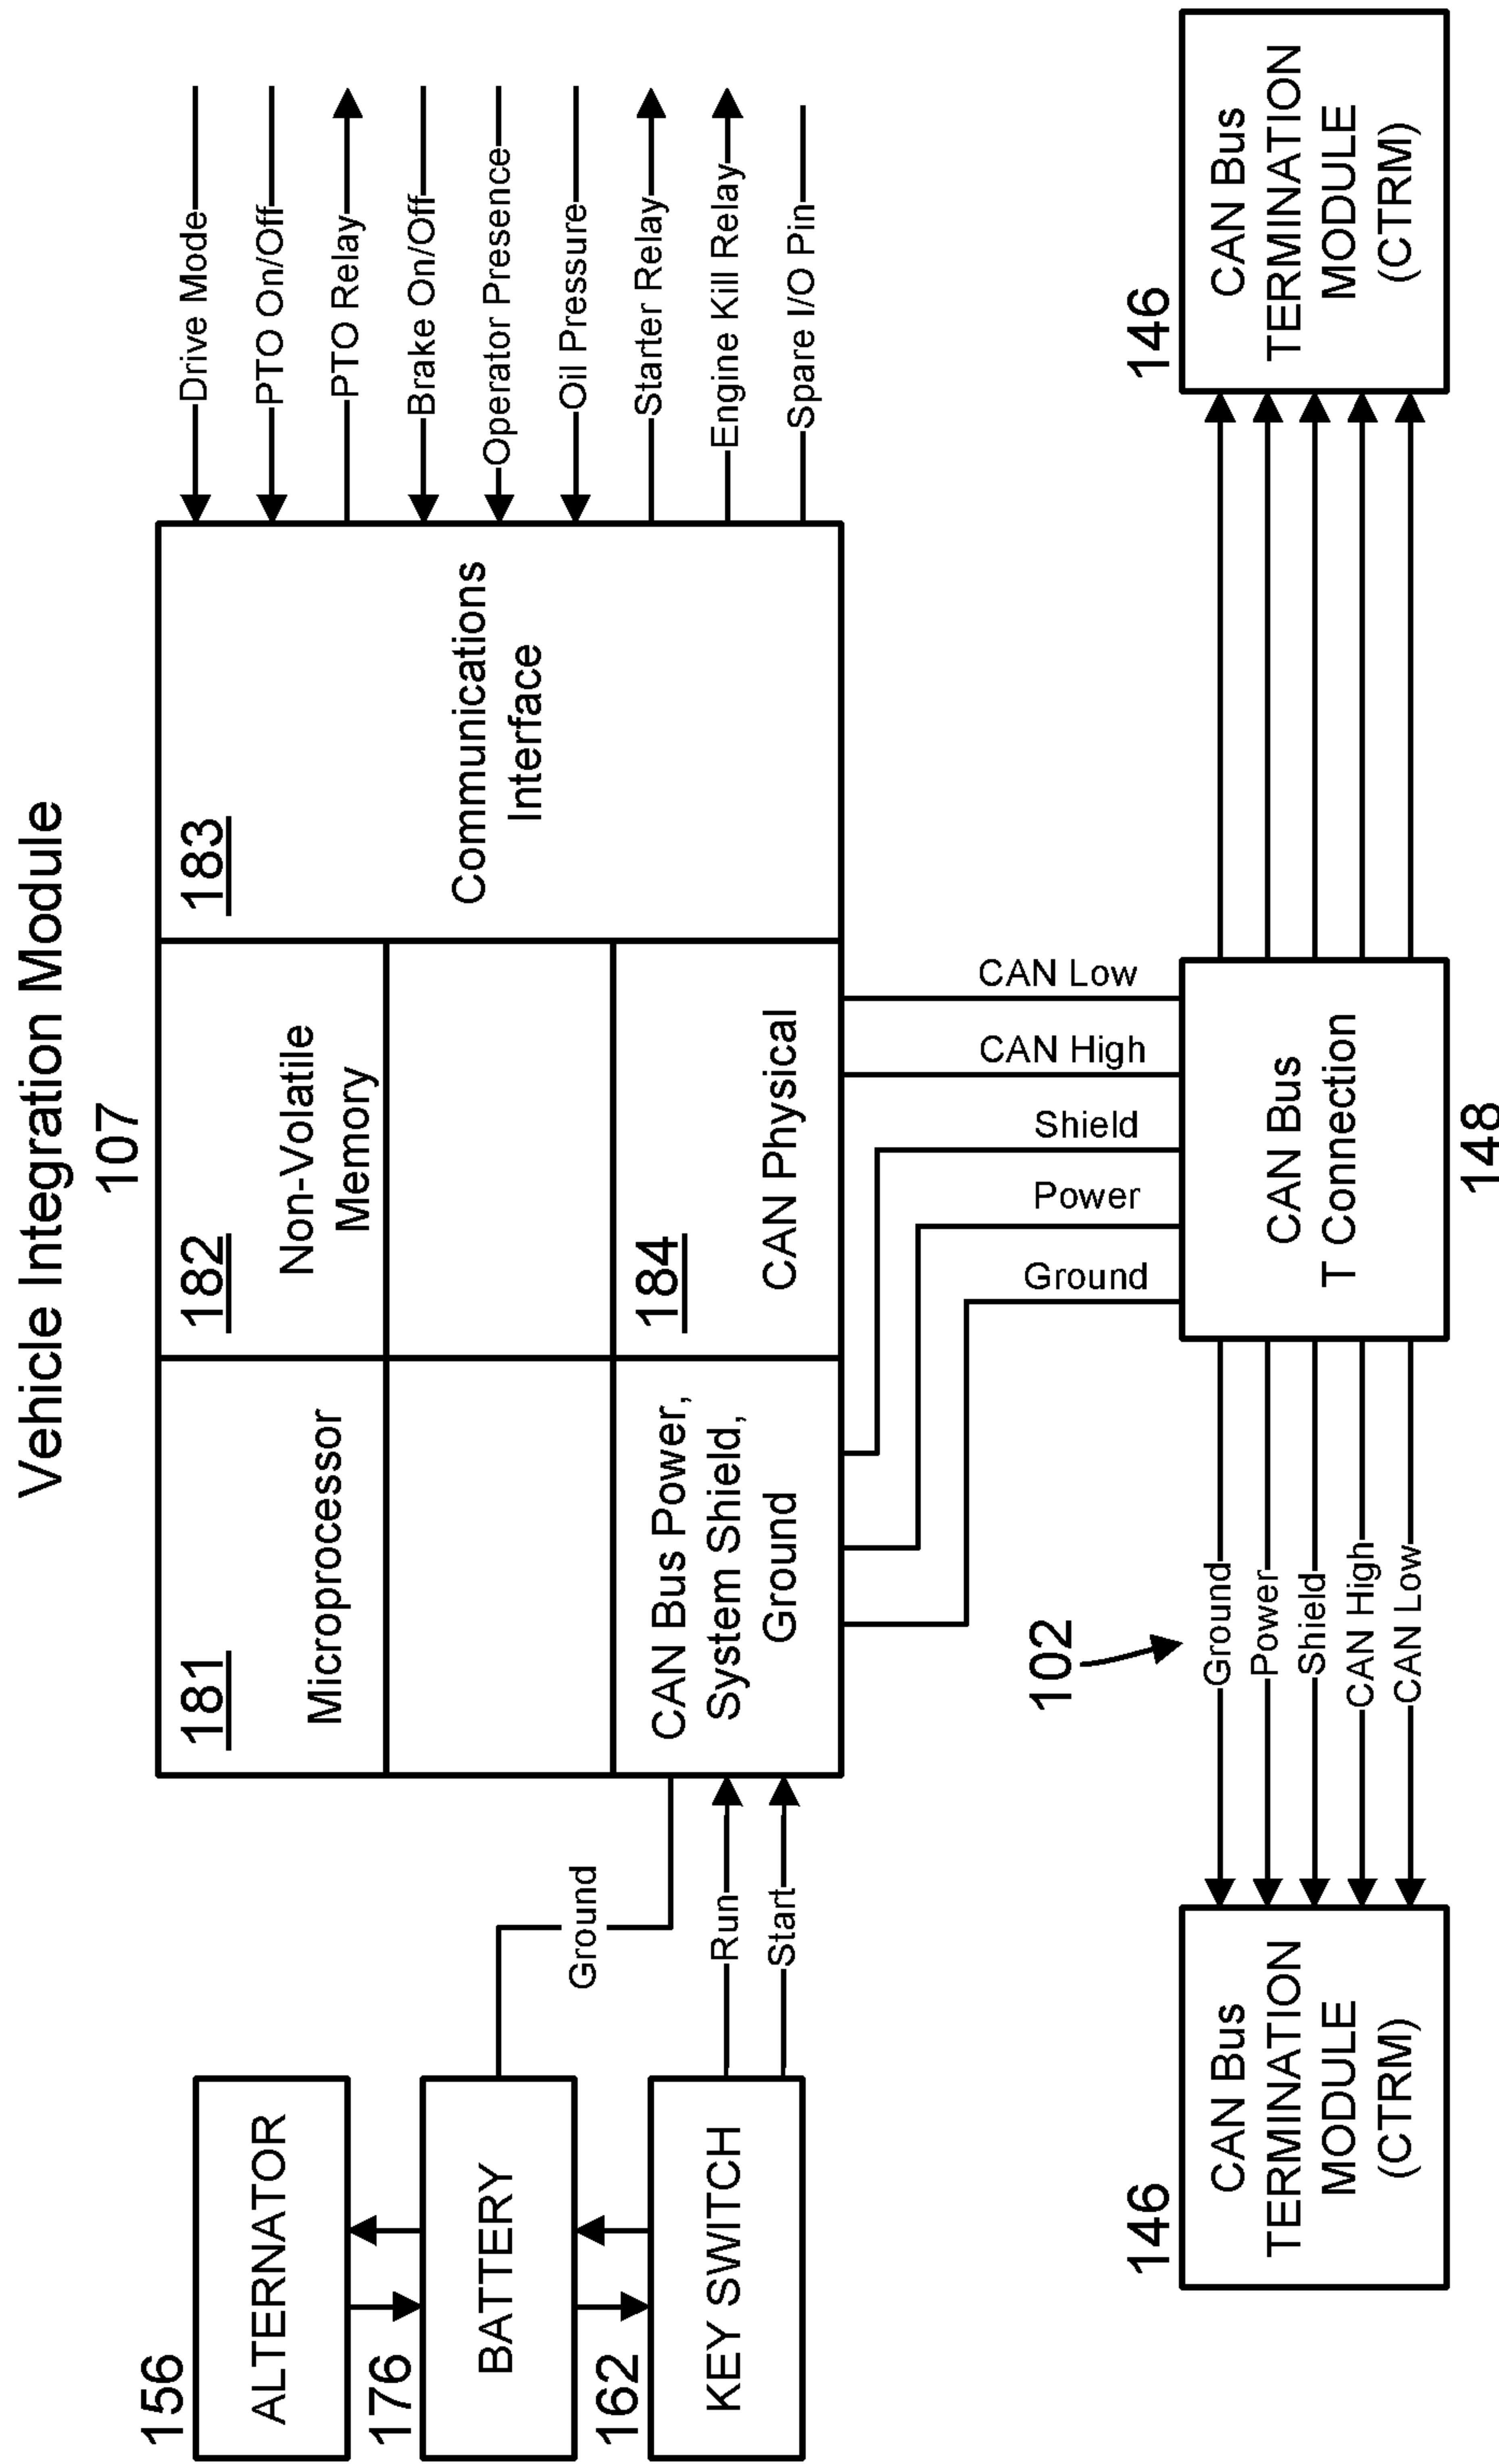 Vehicle Integration Module
107
156
ALTERNATOR
176
BATTERY
162
KEY SWITCH
Ground
Run
Start
181
Microprocessor
182
Non-Volatile
Memory
183
Communications
Interface
CAN Bus Power,
System Shield,
Ground
184
CAN Physical
Drive Mode
PTO On/Off
PTO Relay
Brake On/Off
Operator Presence
Oil Pressure
Starter Relay
Engine Kill Relay
Spare I/O Pin
Ground
Power
Shield
CAN High
CAN Low
102
146
CAN Bus
TERMINATION
MODULE
(CTRM)
Ground
Power
Shield
CAN High
CAN Low
CAN Bus
T Connection
148
146
CAN Bus
TERMINATION
MODULE
(CTRM)